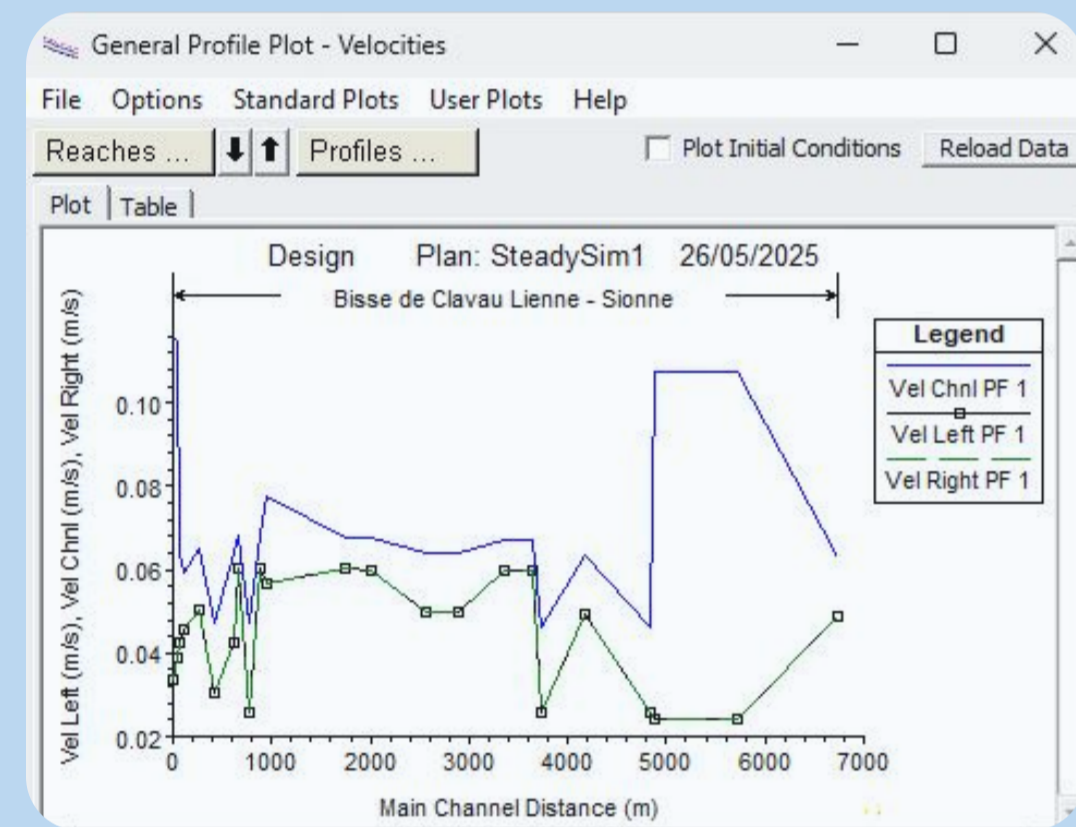 General Profile Plot - Velocities
File Options Standard Plots User Plots Help
Reaches ... Profiles ... Plot Initial Conditions Reload Data
Plot Table
Design Plan: SteadySim1 26/05/2025
Bisse de Clavau Lienne - Sionne
Legend
Vel Chnl PF 1
Vel Left PF 1
Vel Right PF 1
Vel Left (m/s), Vel Chnl (m/s), Vel Right (m/s)
0.10
0.08
0.06
0.04
0.02
0 1000 2000 3000 4000 5000 6000 7000
Main Channel Distance (m)